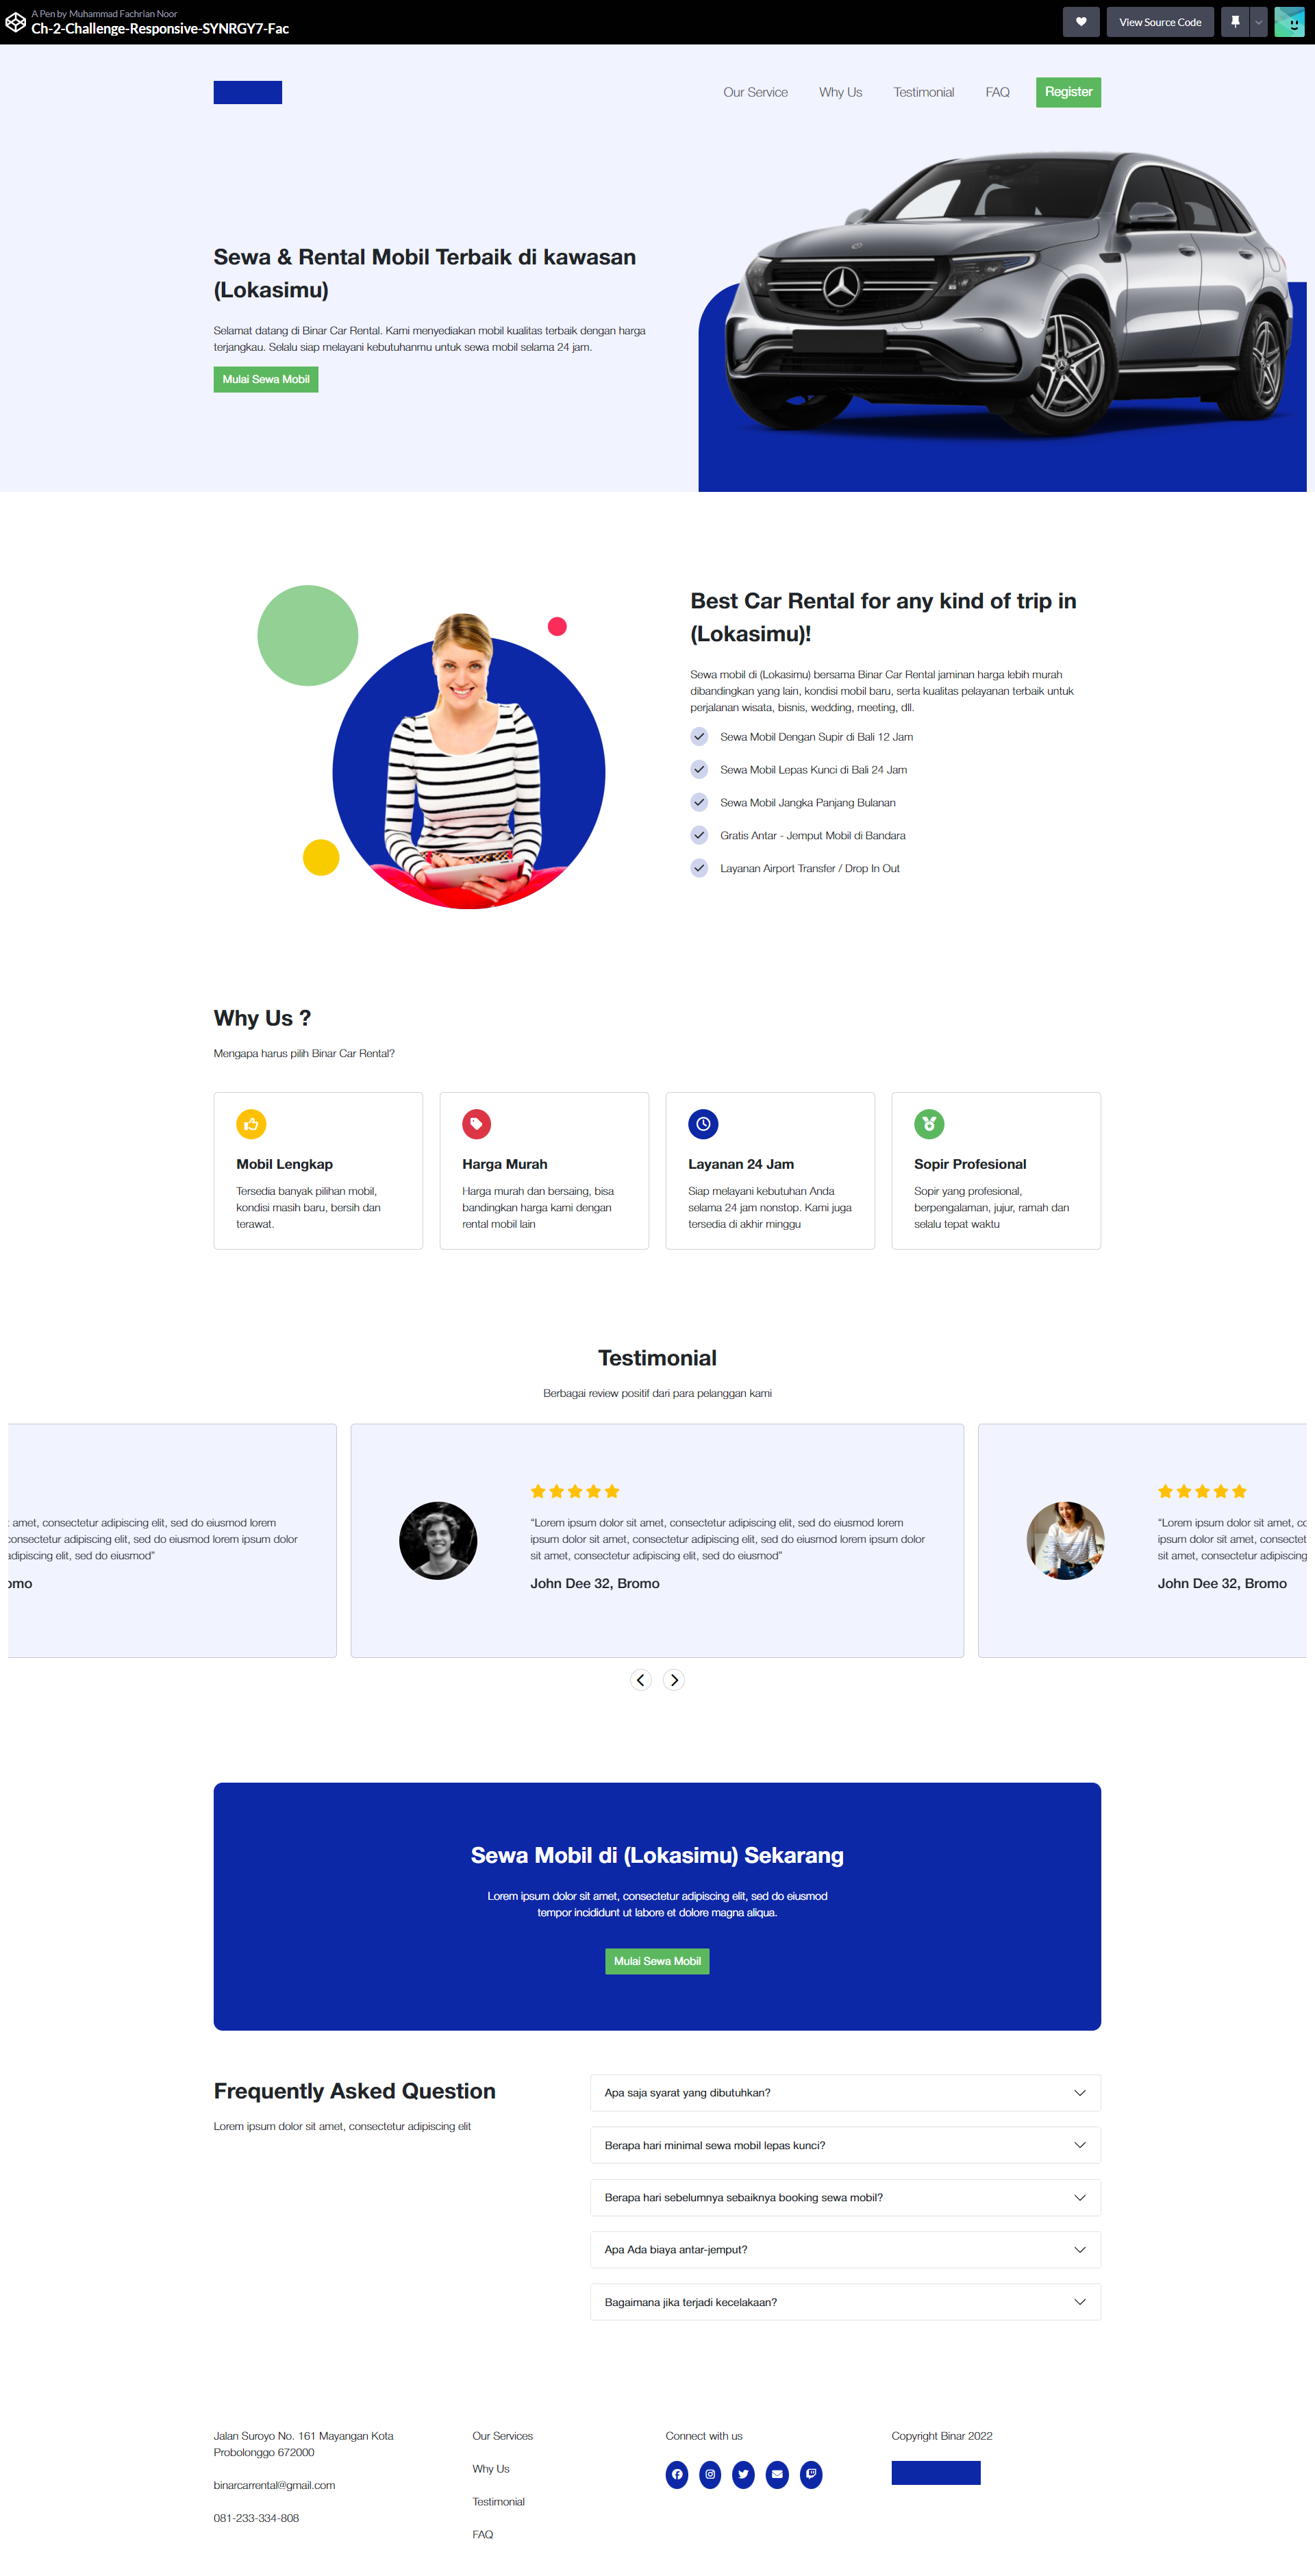 A Pen by Muhammad Fachrian Noor
Ch-2-Challenge-Responsive-SYNRGY7-Fac
View Source Code
Our Service
Why Us
Testimonial
FAQ
Register
Sewa & Rental Mobil Terbaik di kawasan
(Lokasimu)
Selamat datang di Binar Car Rental. Kami menyediakan mobil kualitas terbaik dengan harga
terjangkau. Selalu siap melayani kebutuhanmu untuk sewa mobil selama 24 jam.
Mulai Sewa Mobil
Best Car Rental for any kind of trip in
(Lokasimu)!
Sewa mobil di (Lokasimu) bersama Binar Car Rental jaminan harga lebih murah
dibandingkan yang lain, kondisi mobil baru, serta kualitas pelayanan terbaik untuk
perjalanan wisata, bisnis, wedding, meeting, dll.
Sewa Mobil Dengan Supir di Bali 12 Jam
Sewa Mobil Lepas Kunci di Bali 24 Jam
Sewa Mobil Jangka Panjang Bulanan
Gratis Antar - Jemput Mobil di Bandara
Layanan Airport Transfer / Drop In Out
Why Us ?
Mengapa harus pilih Binar Car Rental?
Mobil Lengkap
Tersedia banyak pilihan mobil,
kondisi masih baru, bersih dan
terawat.
Harga Murah
Harga murah dan bersaing, bisa
bandingkan harga kami dengan
rental mobil lain
Layanan 24 Jam
Siap melayani kebutuhan Anda
selama 24 jam nonstop. Kami juga
tersedia di akhir minggu
Sopir Profesional
Sopir yang profesional,
berpengalaman, jujur, ramah dan
selalu tepat waktu
Testimonial
Berbagai review positif dari para pelanggan kami
amet, consectetur adipiscing elit, sed do eiusmod lorem
consectetur adipiscing elit, sed do eiusmod lorem ipsum dolor
adipiscing elit, sed do eiusmod”
omo
“Lorem ipsum dolor sit amet, consectetur adipiscing elit, sed do eiusmod lorem
ipsum dolor sit amet, consectetur adipiscing elit, sed do eiusmod lorem ipsum dolor
sit amet, consectetur adipiscing elit, sed do eiusmod”
John Dee 32, Bromo
“Lorem ipsum dolor sit amet, co
ipsum dolor sit amet, consectet
sit amet, consectetur adipiscing
John Dee 32, Bromo
Sewa Mobil di (Lokasimu) Sekarang
Lorem ipsum dolor sit amet, consectetur adipiscing elit, sed do eiusmod
tempor incididunt ut labore et dolore magna aliqua.
Mulai Sewa Mobil
Frequently Asked Question
Lorem ipsum dolor sit amet, consectetur adipiscing elit
Apa saja syarat yang dibutuhkan?
Berapa hari minimal sewa mobil lepas kunci?
Berapa hari sebelumnya sebaiknya booking sewa mobil?
Apa Ada biaya antar-jemput?
Bagaimana jika terjadi kecelakaan?
Jalan Suroyo No. 161 Mayangan Kota
Probolonggo 672000
binarcarrental@gmail.com
081-233-334-808
Our Services
Why Us
Testimonial
FAQ
Connect with us
Copyright Binar 2022